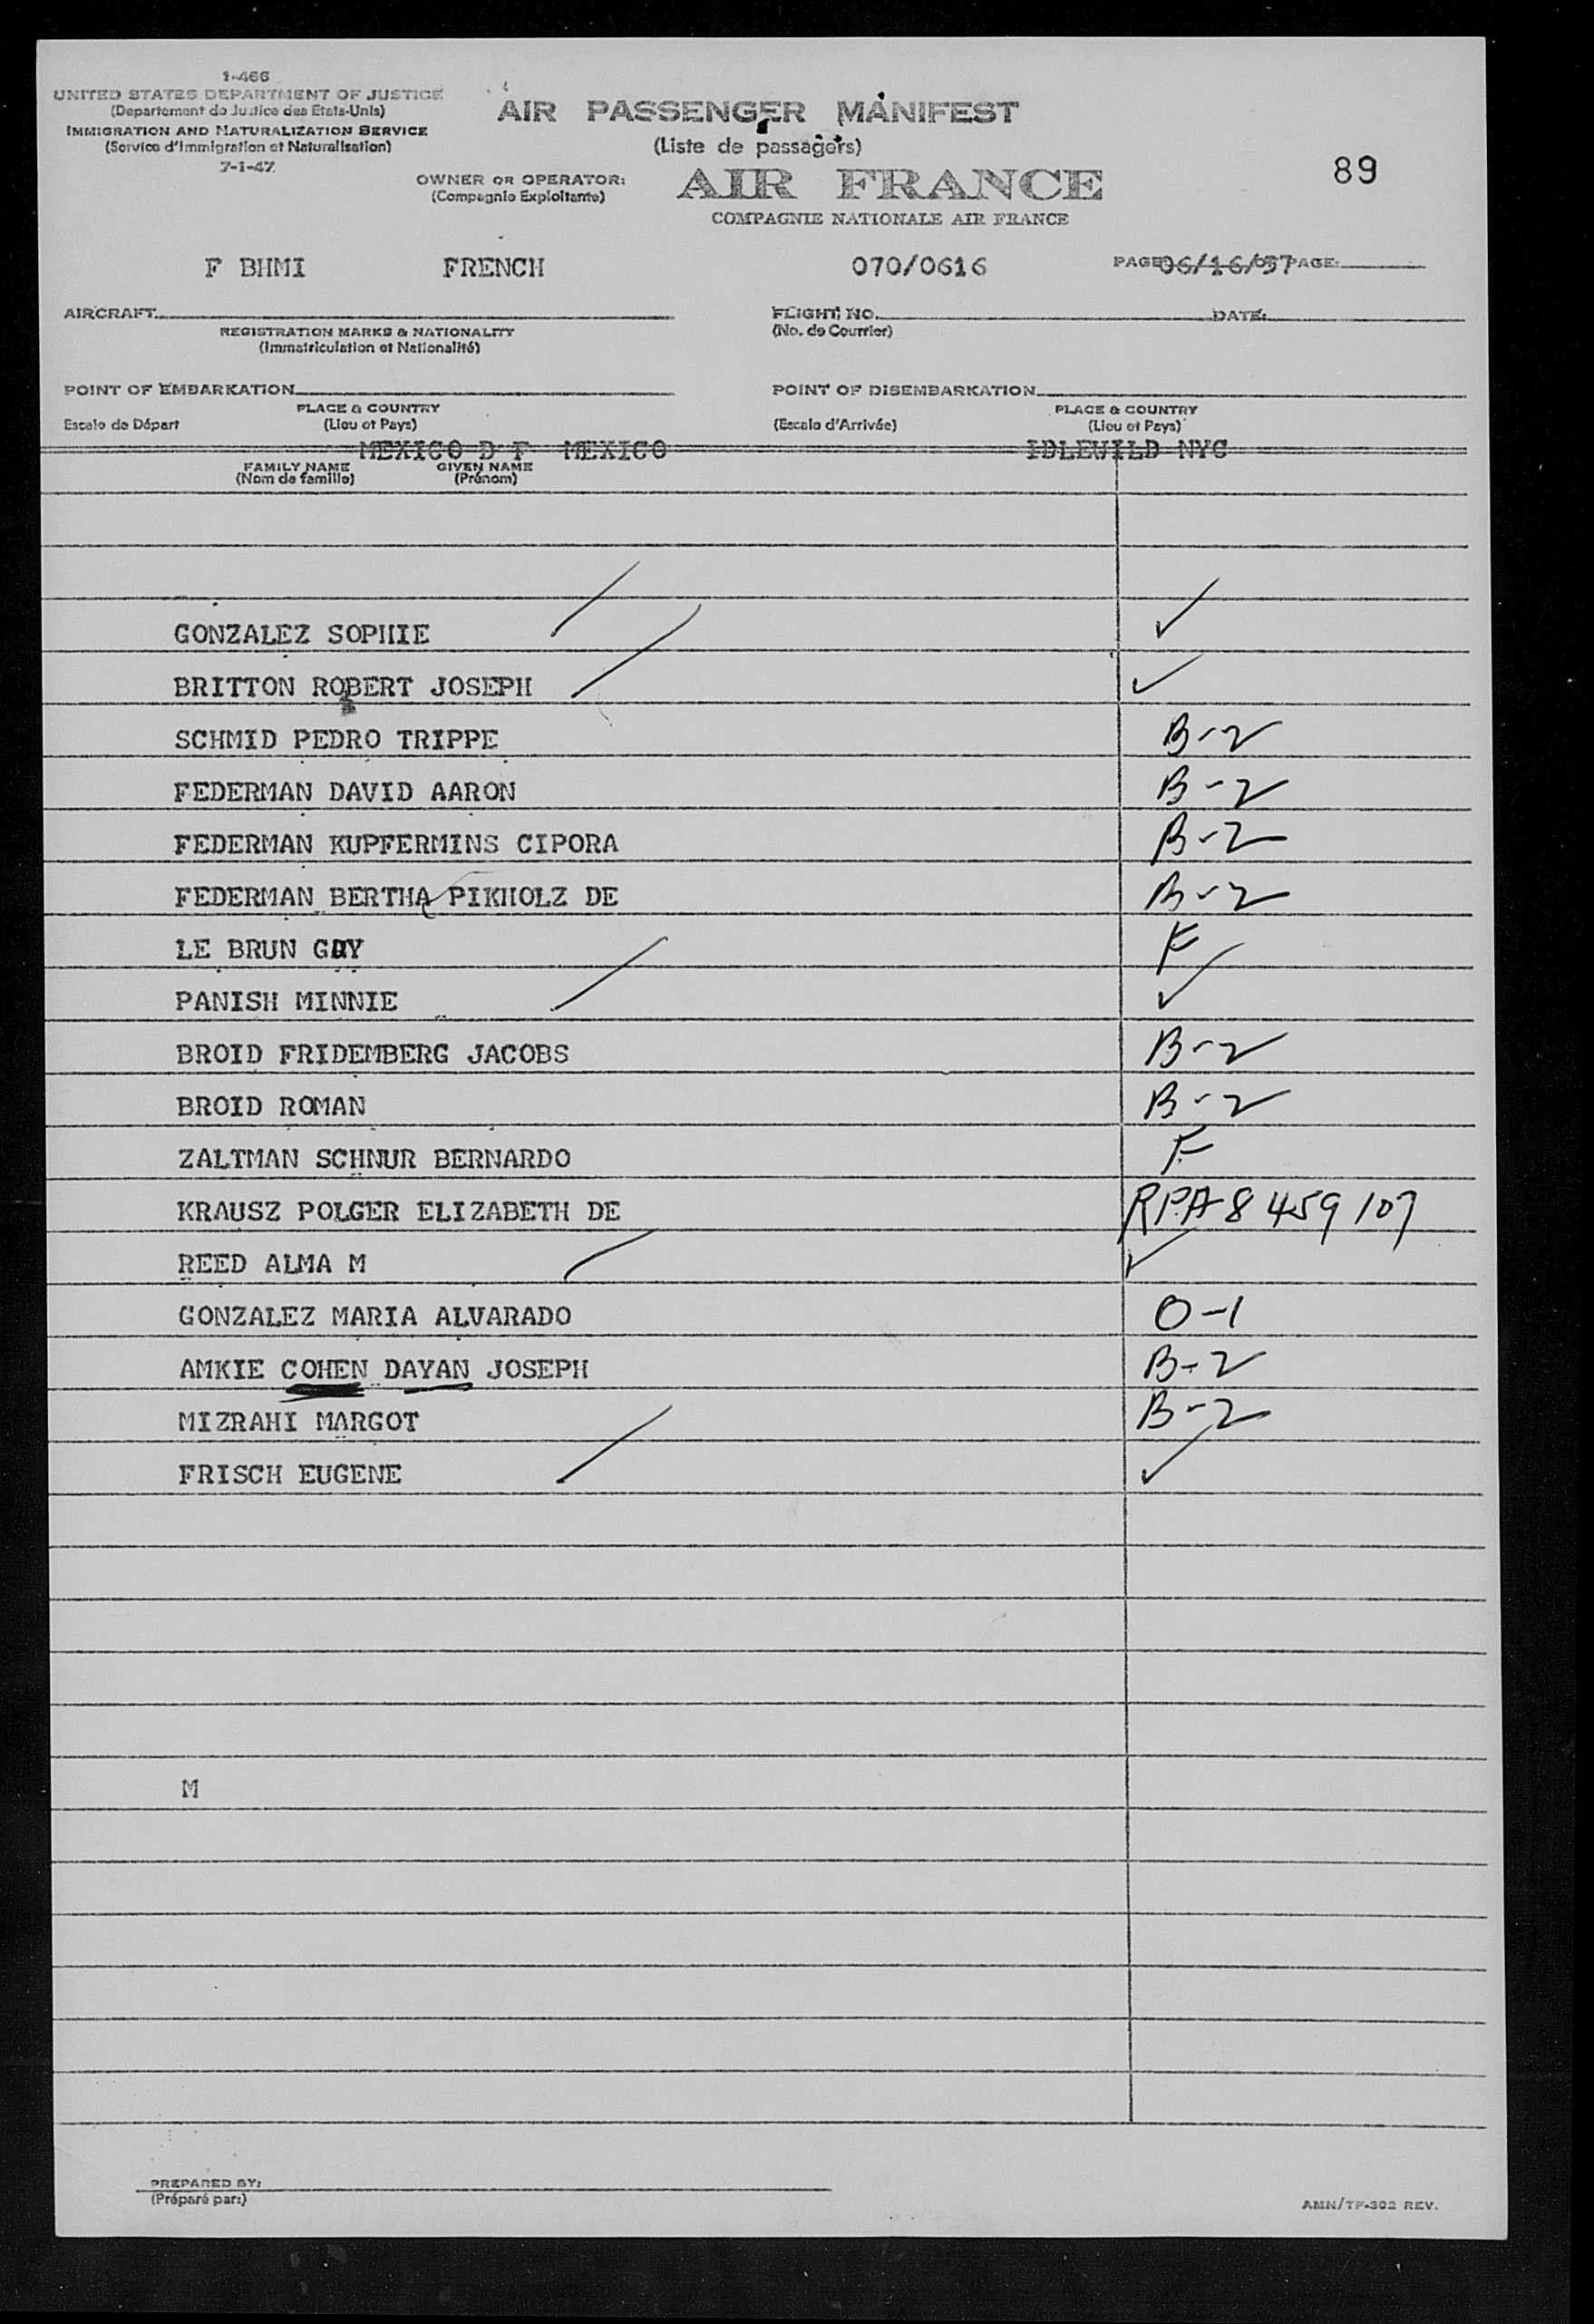 1-466
UNITED STATES DEPARTMENT OF JUSTICE
(Departement de Justice des Etats-Unis)
IMMIGRATION AND NATURALIZATION SERVICE
(Service d'Immigration et Naturalisation)
7-1-47
AIR PASSENGER MANIFEST
(Liste de passagers)
89
OWNER OR OPERATOR: AIR FRANCE
(Compagnie Exploitante)
COMPAGNIE NATIONALE AIR FRANCE
F BHMI FRENCH 070/0616 PAGE 06/16/57 PAGE:
AIRCRAFT FLIGHT NO. DATE:
REGISTRATION MARKS & NATIONALITY (No. de Courrier)
(Immatriculation et Nationalité)
POINT OF EMBARKATION POINT OF DISEMBARKATION
PLACE & COUNTRY PLACE & COUNTRY
Escale de Départ (Lieu et Pays) (Escale d'Arrivée) (Lieu et Pays)
MEXICO D F MEXICO IDLEWILD NYC
FAMILY NAME GIVEN NAME
(Nom de famille) (Prénom)
GONZALEZ SOPHIE ✓
BRITTON ROBERT JOSEPH ✓
SCHMID PEDRO TRIPPE B-2
FEDERMAN DAVID AARON B-2
FEDERMAN KUPFERMINS CIPORA B-2
FEDERMAN BERTHA PIKHOLZ DE B-2
LE BRUN GUY F
PANISH MINNIE ✓
BROID FRIDEMBERG JACOBS B-2
BROID ROMAN B-2
ZALTMAN SCHNUR BERNARDO F
KRAUSZ POLGER ELIZABETH DE RPA 8 459 107
REED ALMA M ✓
GONZALEZ MARIA ALVARADO O-1
AMKIE COHEN DAYAN JOSEPH B-2
MIZRAHI MARGOT B-2
FRISCH EUGENE ✓
M
PREPARED BY:
(Préparé par:)
AMN/TF-302 REV.